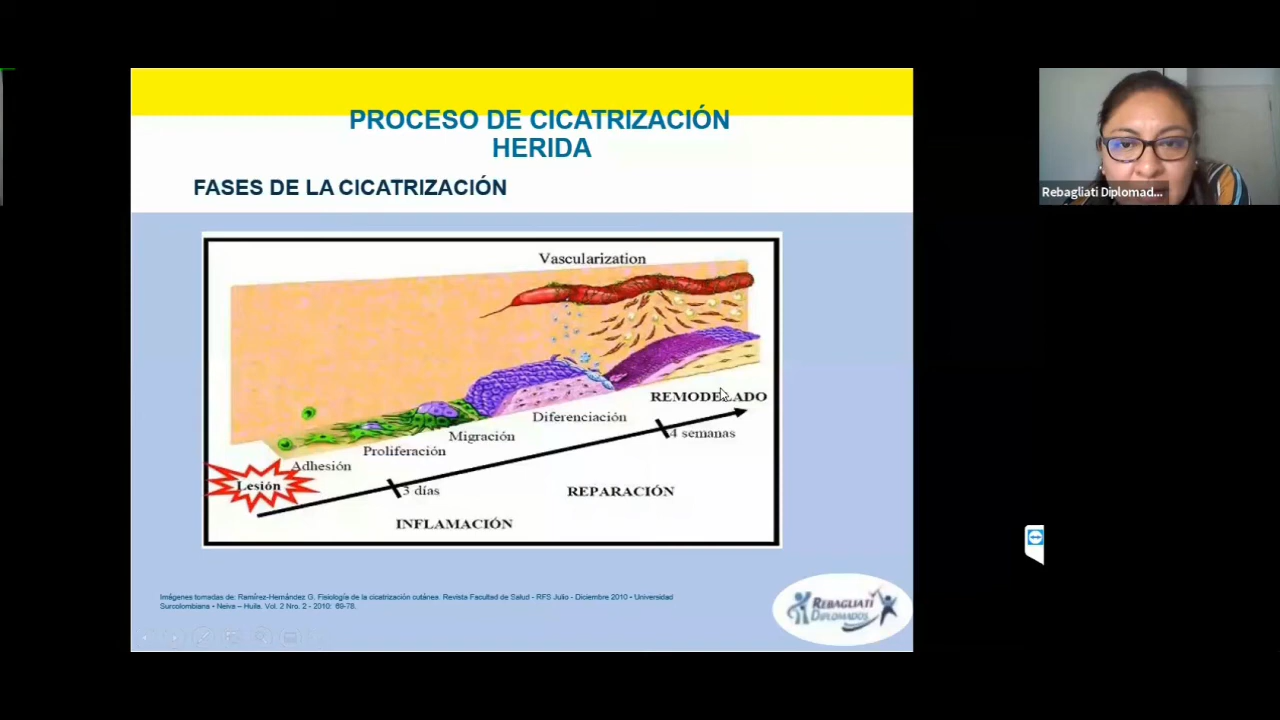 PROCESO DE CICATRIZACIÓN
HERIDA
FASES DE LA CICATRIZACIÓN
Vascularization
REMODELADO
Diferenciación
4 semanas
Migración
Proliferación
Adhesión
Lesión
3 días
REPARACIÓN
INFLAMACIÓN
Imágenes tomadas de: Ramírez-Hernández G. Fisiología de la cicatrización cutánea. Revista Facultad de Salud - RFS Julio - Diciembre 2010 • Universidad
Surcolombiana • Neiva – Huila. Vol. 2 Nro. 2 - 2010: 69-78.
REBAGLIATI
DIPLOMADOS
Rebagliati Diplomad...